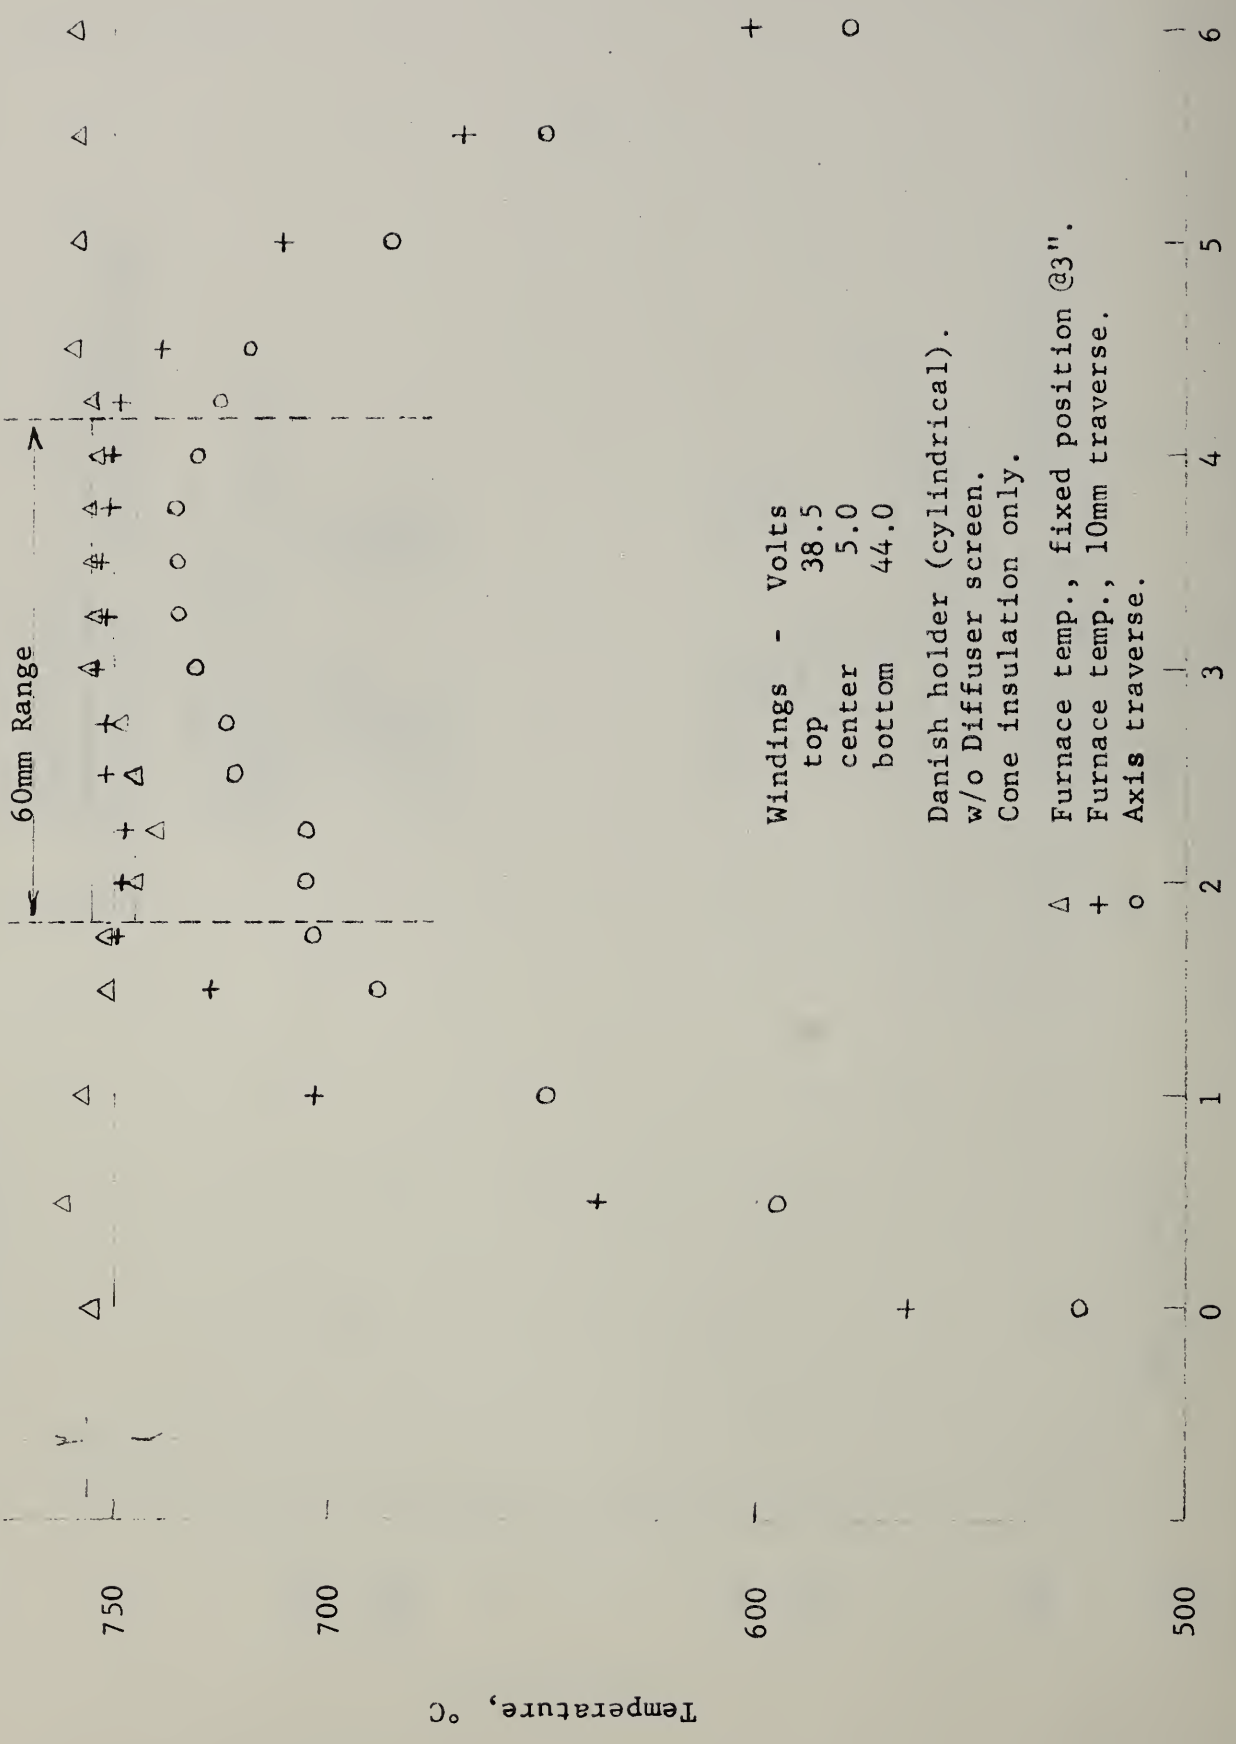 60mm Range
750
700
600
500
Temperature, °C
Windings - Volts
top 38.5
center 5.0
bottom 44.0
Danish holder (cylindrical).
w/o Diffuser screen.
Cone insulation only.
Δ Furnace temp., fixed position @3".
+ Furnace temp., 10mm traverse.
o Axis traverse.
0 1 2 3 4 5 6